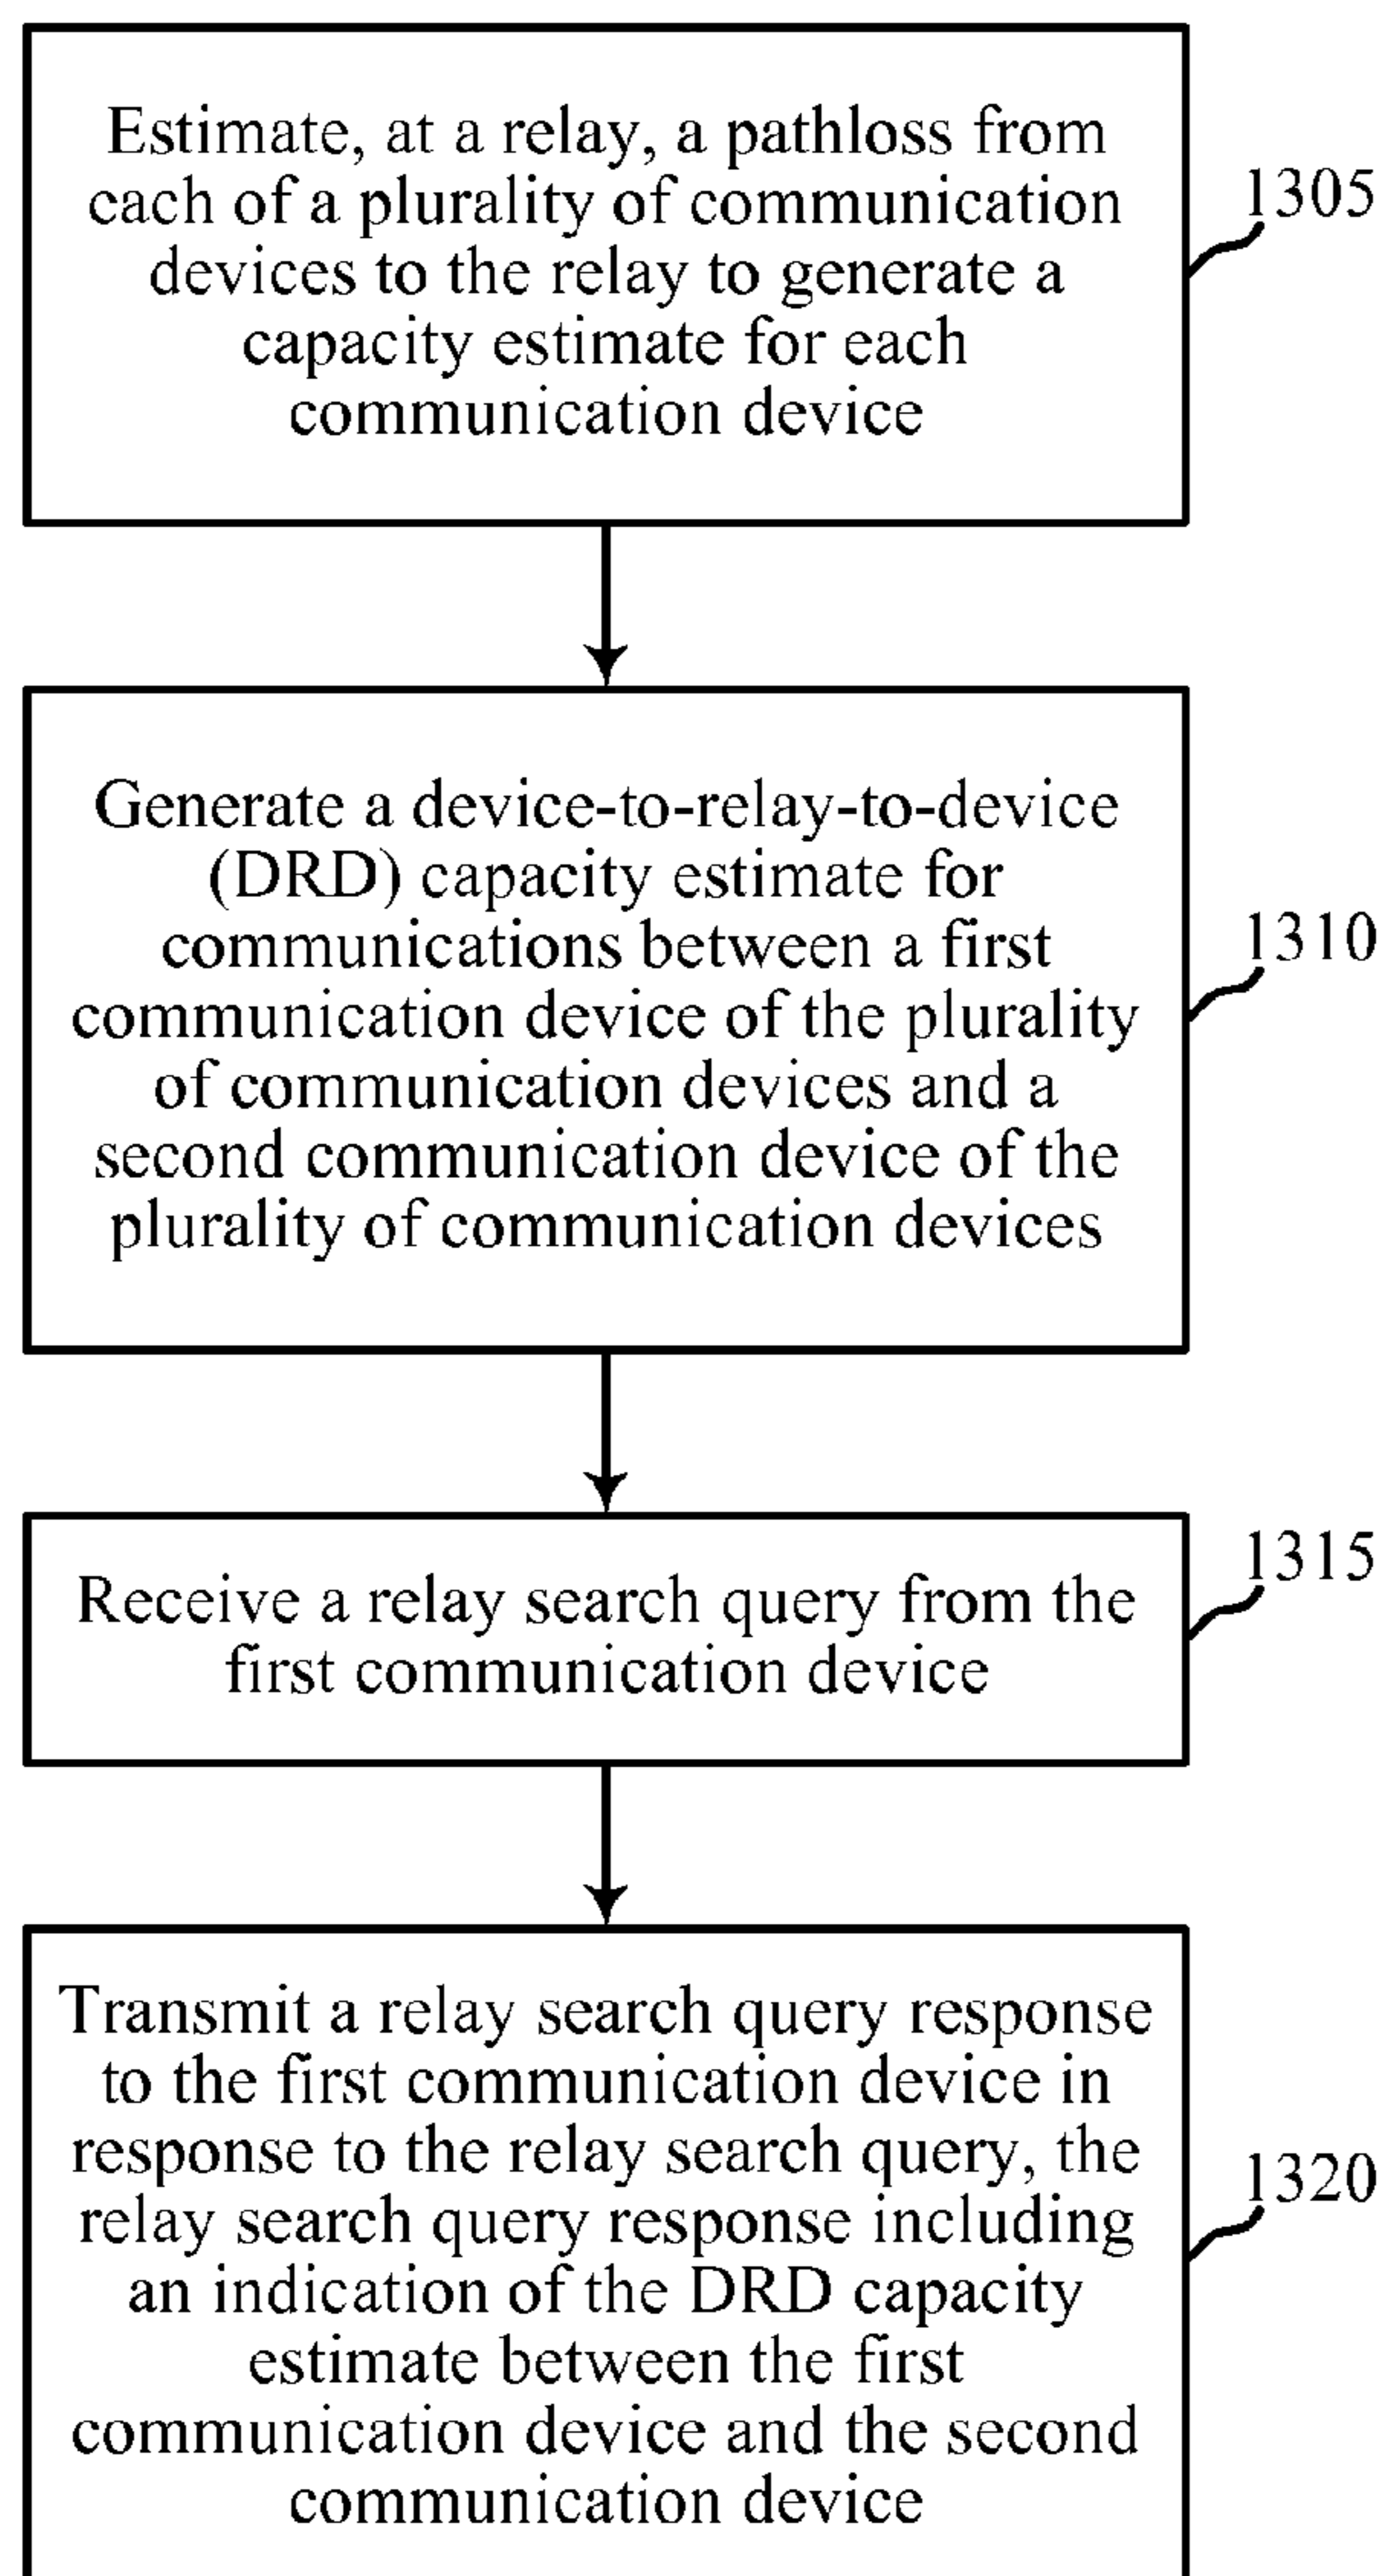 Estimate, at a relay, a pathloss from
each of a plurality of communication
devices to the relay to generate a
capacity estimate for each
communication device
1305
Generate a device-to-relay-to-device
(DRD) capacity estimate for
communications between a first
communication device of the plurality
of communication devices and a
second communication device of the
plurality of communication devices
1310
Receive a relay search query from the
first communication device
1315
Transmit a relay search query response
to the first communication device in
response to the relay search query, the
relay search query response including
an indication of the DRD capacity
estimate between the first
communication device and the second
communication device
1320